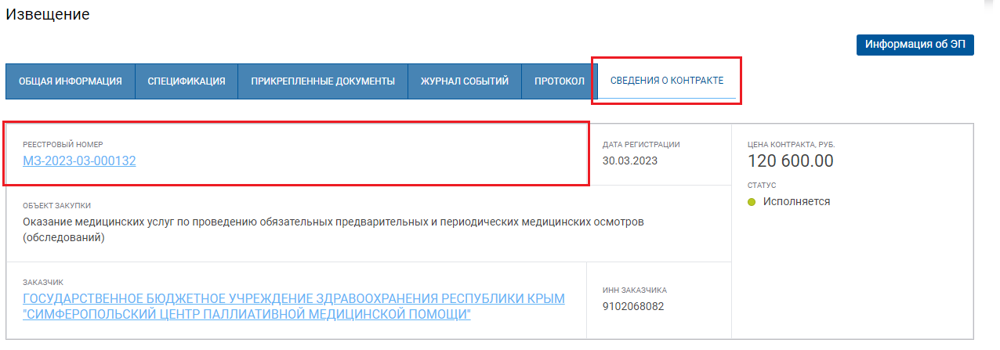 Извещение
Информация об ЭП
ОБЩАЯ ИНФОРМАЦИЯ
СПЕЦИФИКАЦИЯ
ПРИКРЕПЛЕННЫЕ ДОКУМЕНТЫ
ЖУРНАЛ СОБЫТИЙ
ПРОТОКОЛ
СВЕДЕНИЯ О КОНТРАКТЕ
РЕЕСТРОВЫЙ НОМЕР
МЗ-2023-03-000132
ДАТА РЕГИСТРАЦИИ
30.03.2023
ЦЕНА КОНТРАКТА, РУБ.
120 600.00
СТАТУС
Исполняется
ОБЪЕКТ ЗАКУПКИ
Оказание медицинских услуг по проведению обязательных предварительных и периодических медицинских осмотров
(обследований)
ЗАКАЗЧИК
ГОСУДАРСТВЕННОЕ БЮДЖЕТНОЕ УЧРЕЖДЕНИЕ ЗДРАВООХРАНЕНИЯ РЕСПУБЛИКИ КРЫМ
"СИМФЕРОПОЛЬСКИЙ ЦЕНТР ПАЛЛИАТИВНОЙ МЕДИЦИНСКОЙ ПОМОЩИ"
ИНН ЗАКАЗЧИКА
9102068082